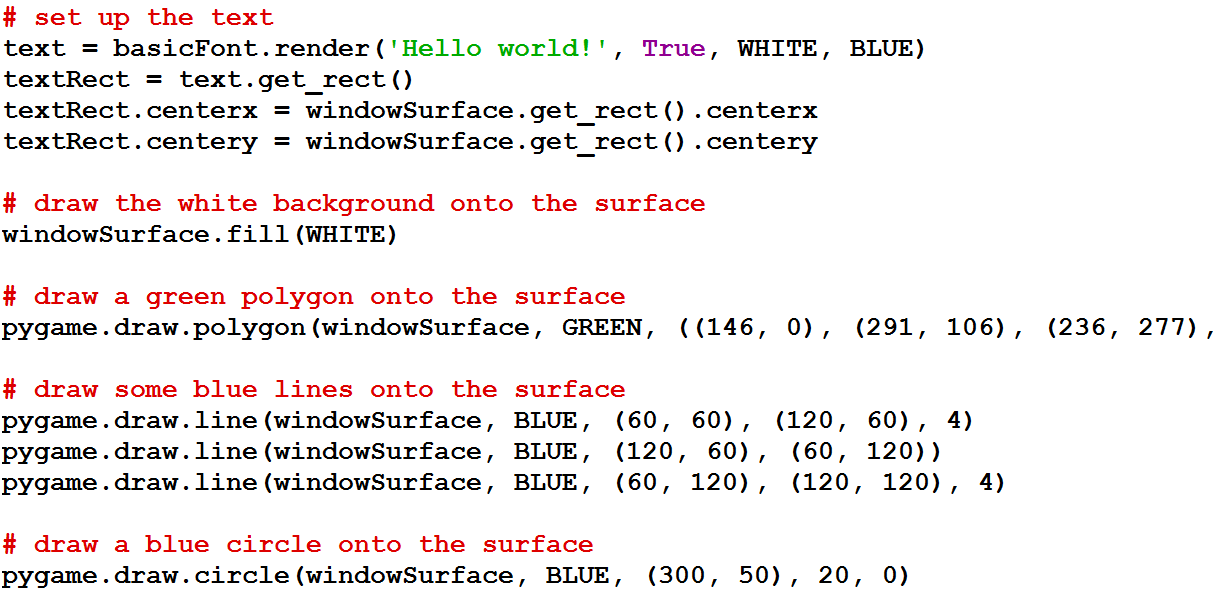 # set up the text
text = basicFont.render('Hello world!', True, WHITE, BLUE)
textRect = text.get_rect()
textRect.centerx = windowSurface.get_rect().centerx
textRect.centery = windowSurface.get_rect().centery

# draw the white background onto the surface
windowSurface.fill(WHITE)

# draw a green polygon onto the surface
pygame.draw.polygon(windowSurface, GREEN, ((146, 0), (291, 106), (236, 277),

# draw some blue lines onto the surface
pygame.draw.line(windowSurface, BLUE, (60, 60), (120, 60), 4)
pygame.draw.line(windowSurface, BLUE, (120, 60), (60, 120))
pygame.draw.line(windowSurface, BLUE, (60, 120), (120, 120), 4)

# draw a blue circle onto the surface
pygame.draw.circle(windowSurface, BLUE, (300, 50), 20, 0)